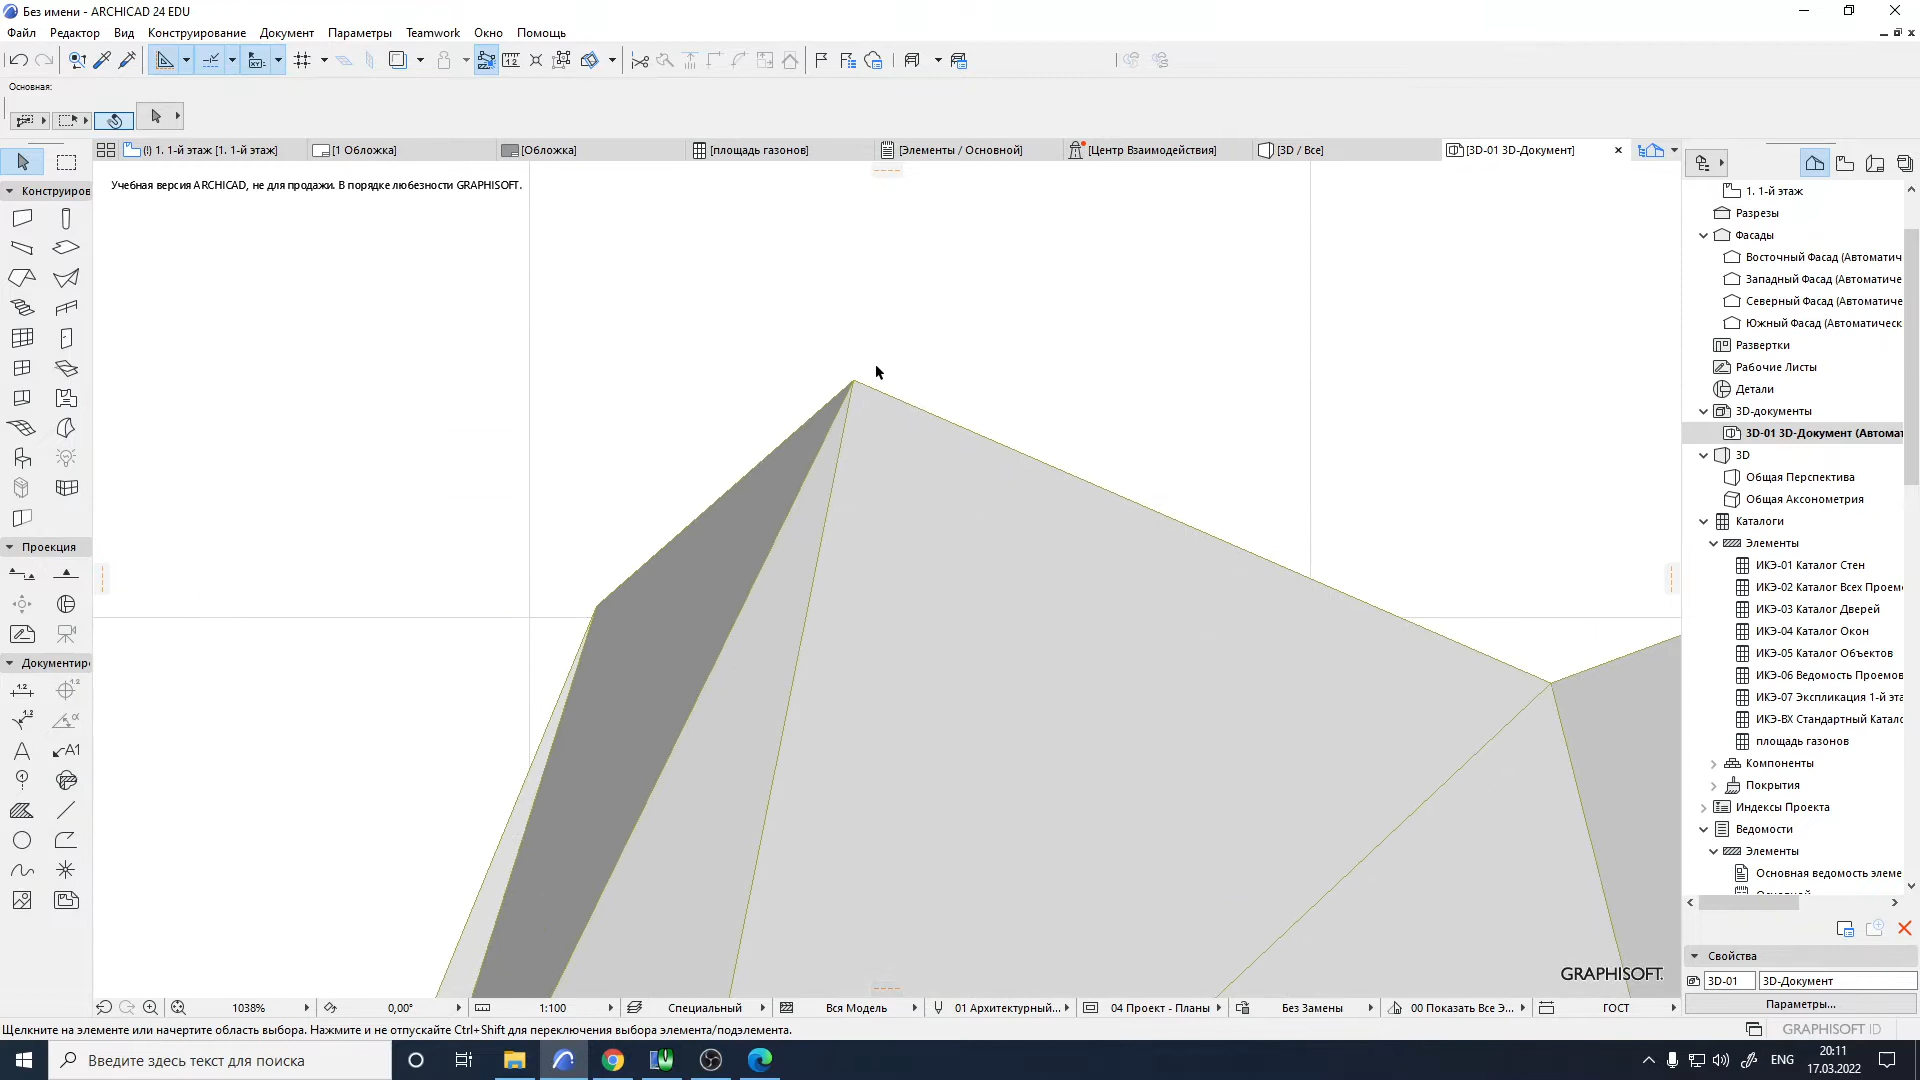 Без имени - ARCHICAD 24 EDU
Файл Редактор Вид Конструирование Документ Параметры Teamwork Окно Помощь
Основная:
(!) 1. 1-й этаж [1. 1-й этаж] [1 Обложка] [Обложка] [площадь газонов] [Элементы / Основной] [Центр Взаимодействия] [3D / Все] [3D-01 3D-Документ]
Учебная версия ARCHICAD, не для продажи. В порядке любезности GRAPHISOFT.
Конструиров
Проекция
Документир
1. 1-й этаж
Разрезы
Фасады
Восточный Фасад (Автоматич
Западный Фасад (Автоматиче
Северный Фасад (Автоматиче
Южный Фасад (Автоматическ
Развертки
Рабочие Листы
Детали
3D-документы
3D-01 3D-Документ (Автомат
3D
Общая Перспектива
Общая Аксонометрия
Каталоги
Элементы
ИКЭ-01 Каталог Стен
ИКЭ-02 Каталог Всех Проем
ИКЭ-03 Каталог Дверей
ИКЭ-04 Каталог Окон
ИКЭ-05 Каталог Объектов
ИКЭ-06 Ведомость Проемов
ИКЭ-07 Экспликация 1-й эта
ИКЭ-ВХ Стандартный Катало
площадь газонов
Компоненты
Покрытия
Индексы Проекта
Ведомости
Элементы
Основная ведомость элеме
Свойства
3D-01 3D-Документ
Параметры...
GRAPHISOFT.
1038% 0,00° 1:100 Специальный Вся Модель 01 Архитектурный... 04 Проект - Планы Без Замены 00 Показать Все Э... ГОСТ
Щелкните на элементе или начертите область выбора. Нажмите и не отпускайте Ctrl+Shift для переключения выбора элемента/подэлемента.
GRAPHISOFT ID
Введите здесь текст для поиска
ENG
20:11
17.03.2022